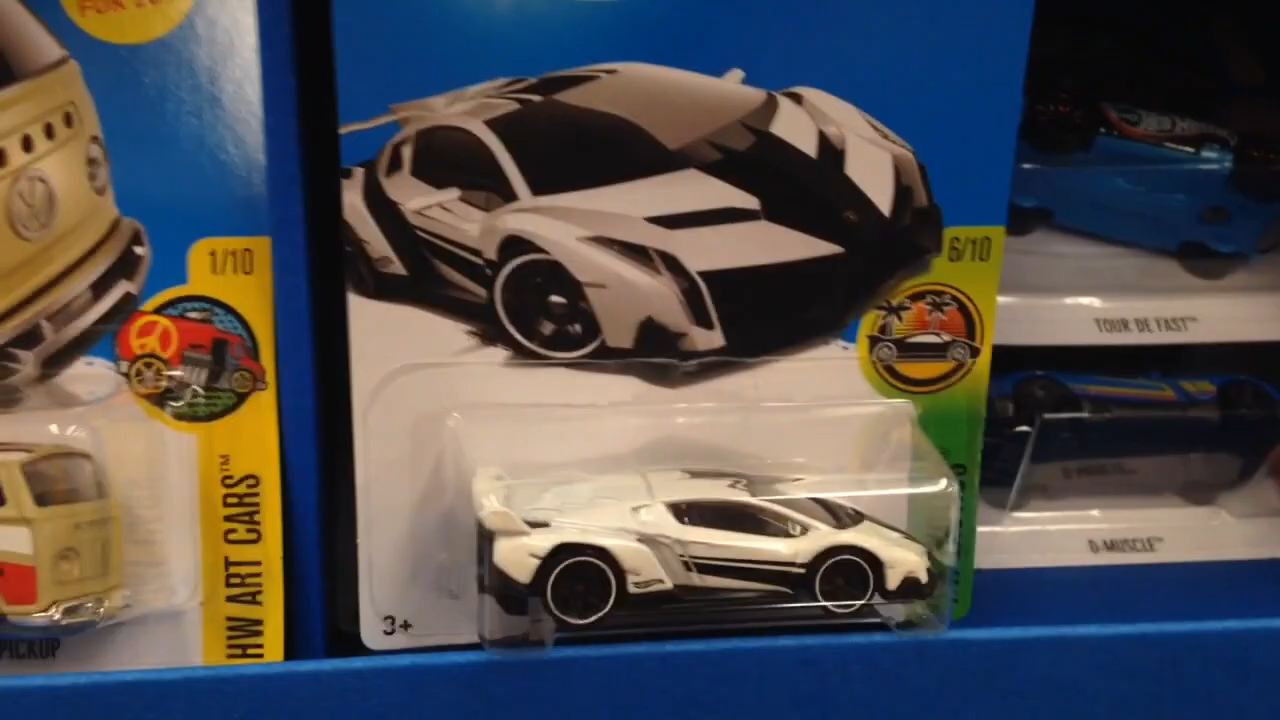 1/10
HW ART CARS™
PICKUP
6/10
3+
TOUR DE FAST™
D-MUSCLE™